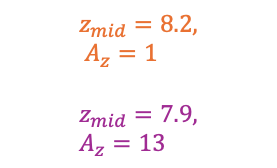 z_mid = 8.2,
A_z = 1
z_mid = 7.9,
A_z = 13